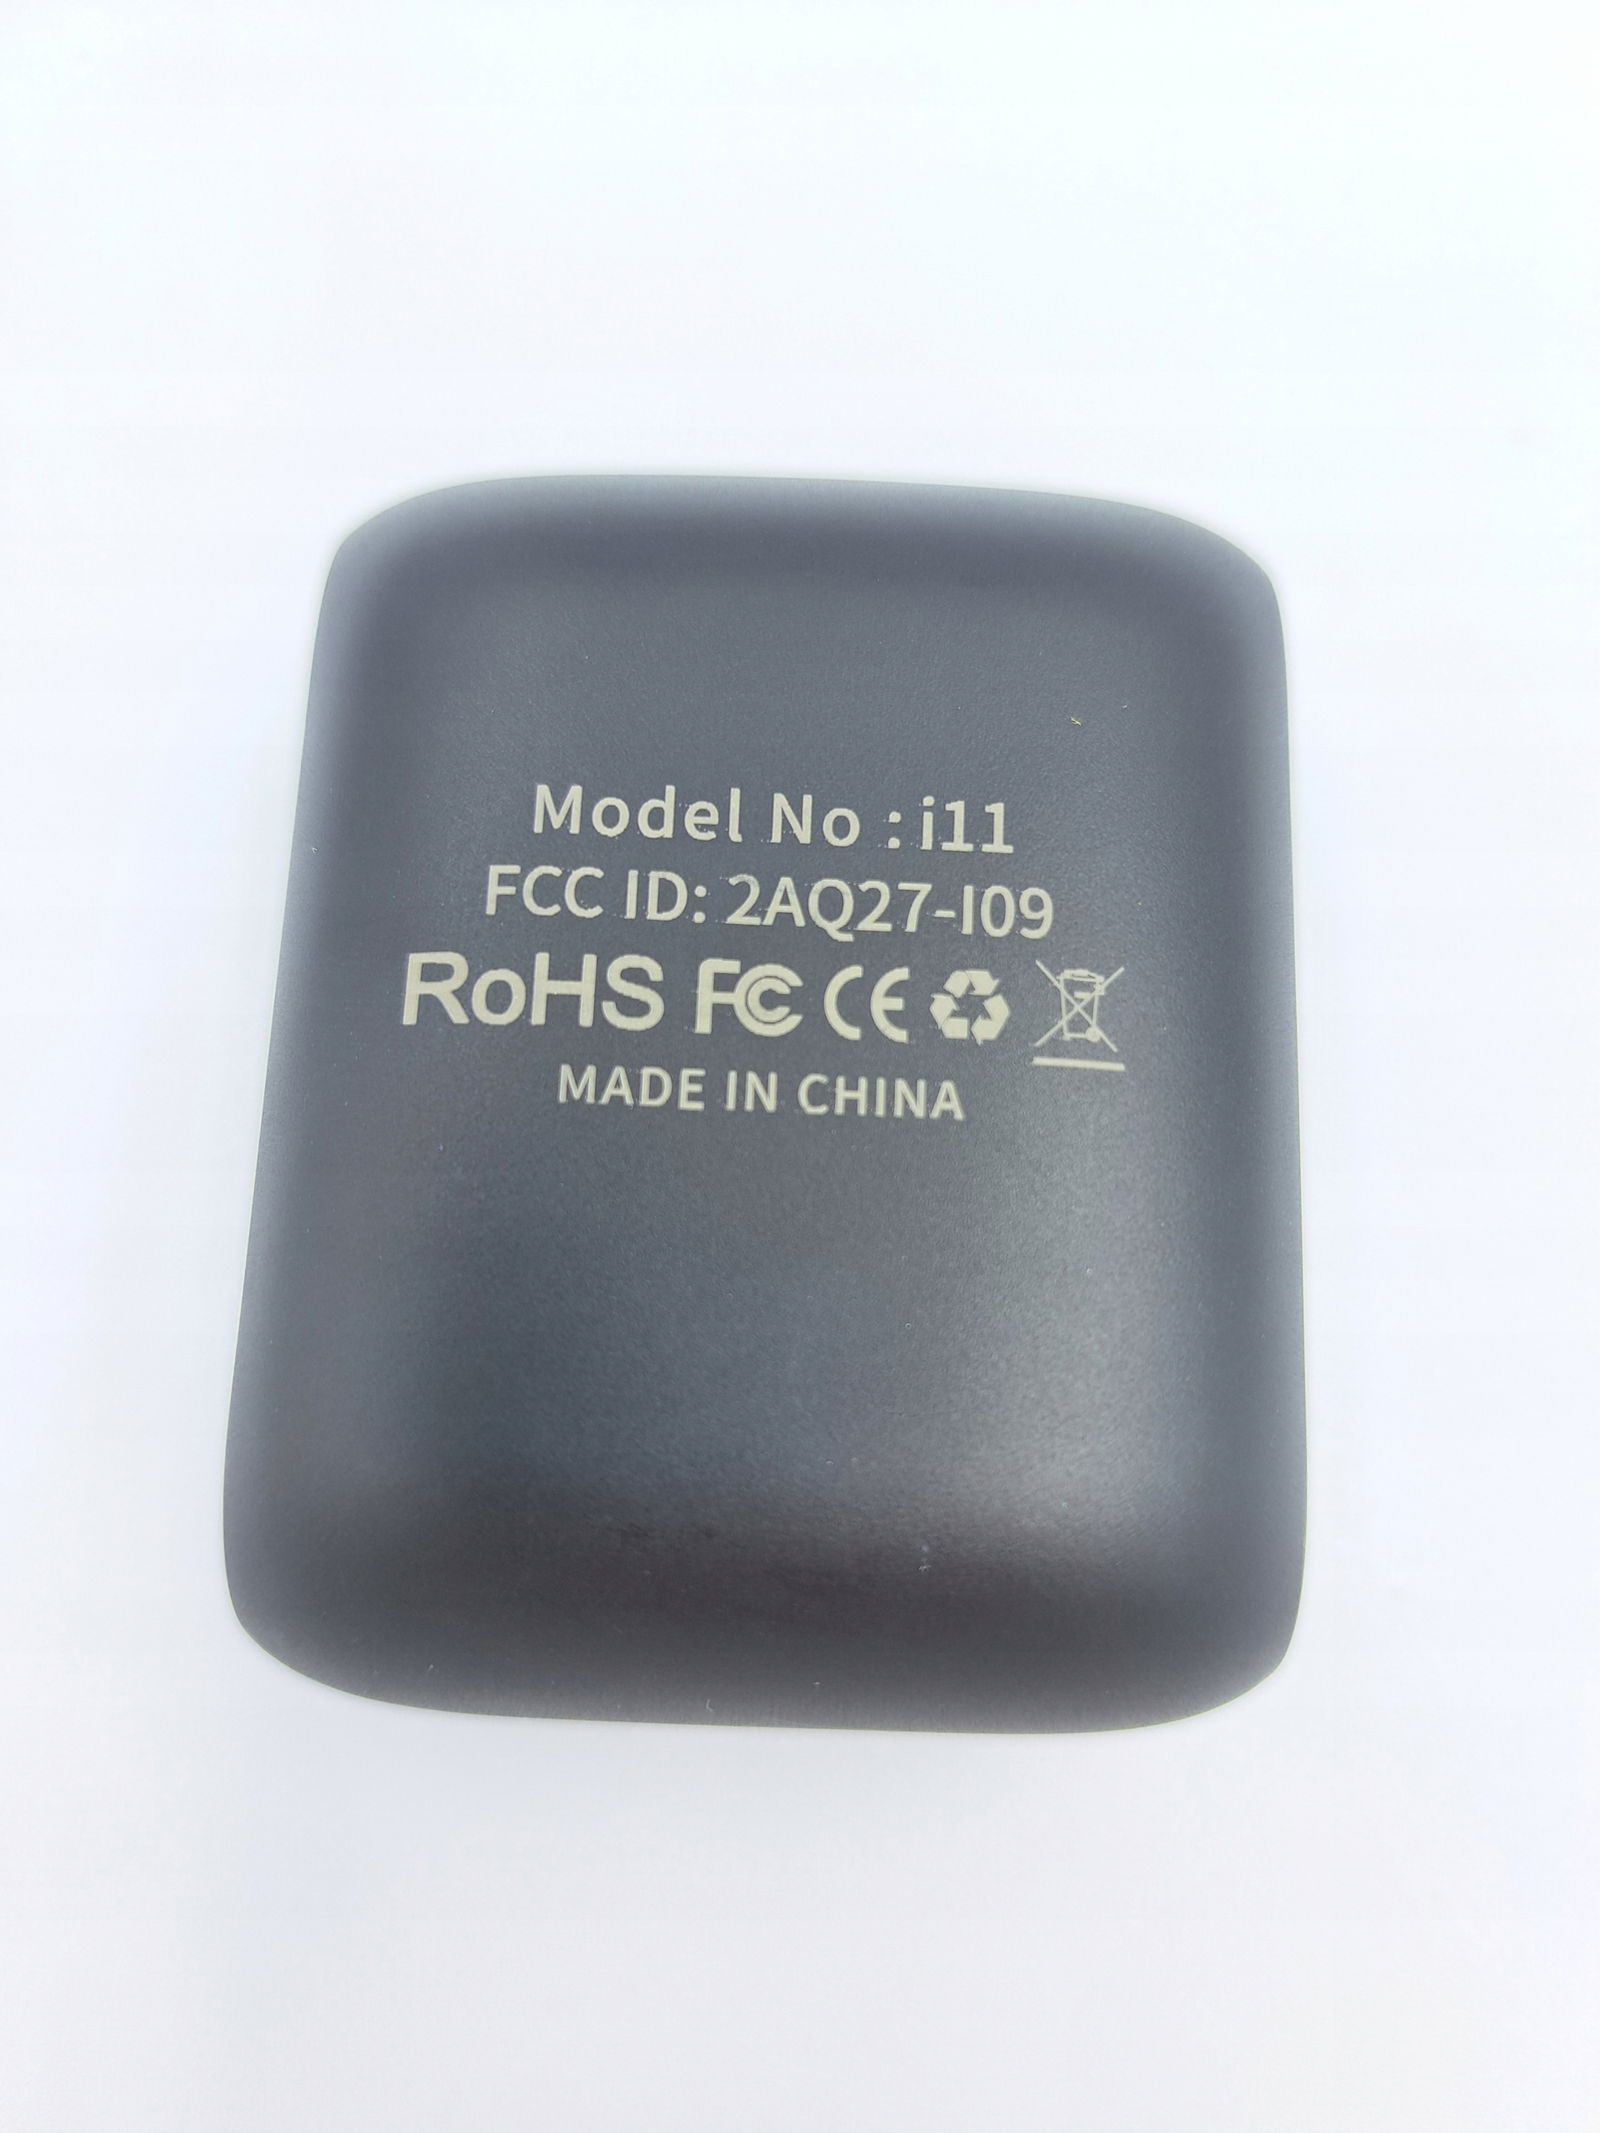 Model No : i11
FCC ID: 2AQ27-I09
RoHS FC CE
MADE IN CHINA